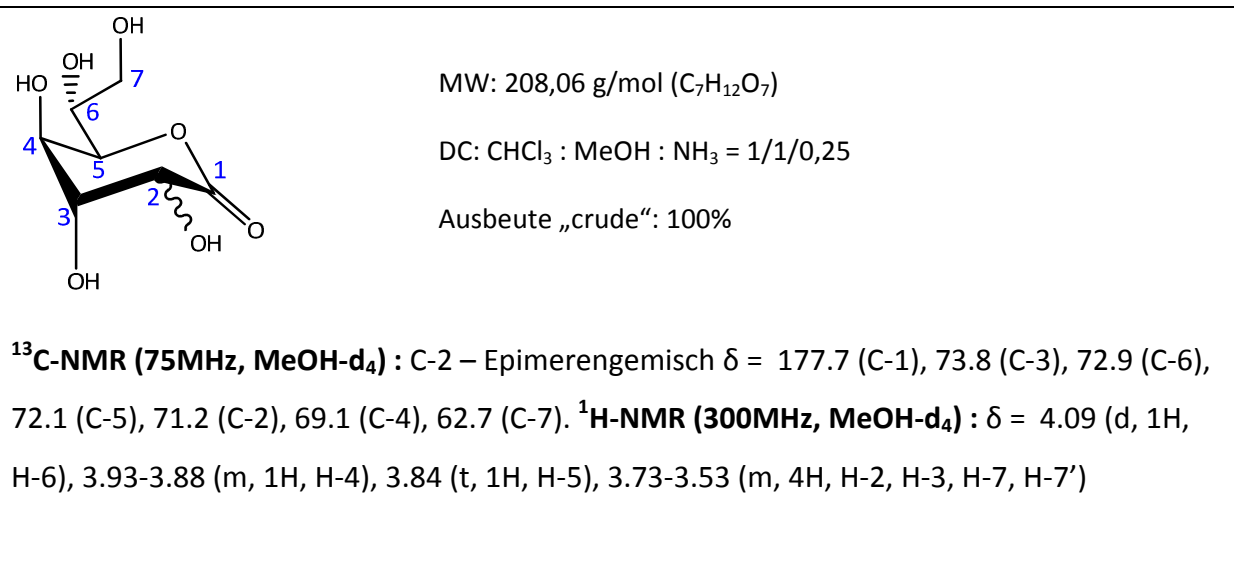 OH
OH
HO
7
6
O
4
5
1
2
3
O
OH
OH
MW: 208,06 g/mol (C₇H₁₂O₇)
DC: CHCl₃ : MeOH : NH₃ = 1/1/0,25
Ausbeute „crude“: 100%
¹³C-NMR (75MHz, MeOH-d₄) : C-2 – Epimerengemisch δ = 177.7 (C-1), 73.8 (C-3), 72.9 (C-6),
72.1 (C-5), 71.2 (C-2), 69.1 (C-4), 62.7 (C-7). ¹H-NMR (300MHz, MeOH-d₄) : δ = 4.09 (d, 1H,
H-6), 3.93-3.88 (m, 1H, H-4), 3.84 (t, 1H, H-5), 3.73-3.53 (m, 4H, H-2, H-3, H-7, H-7’)